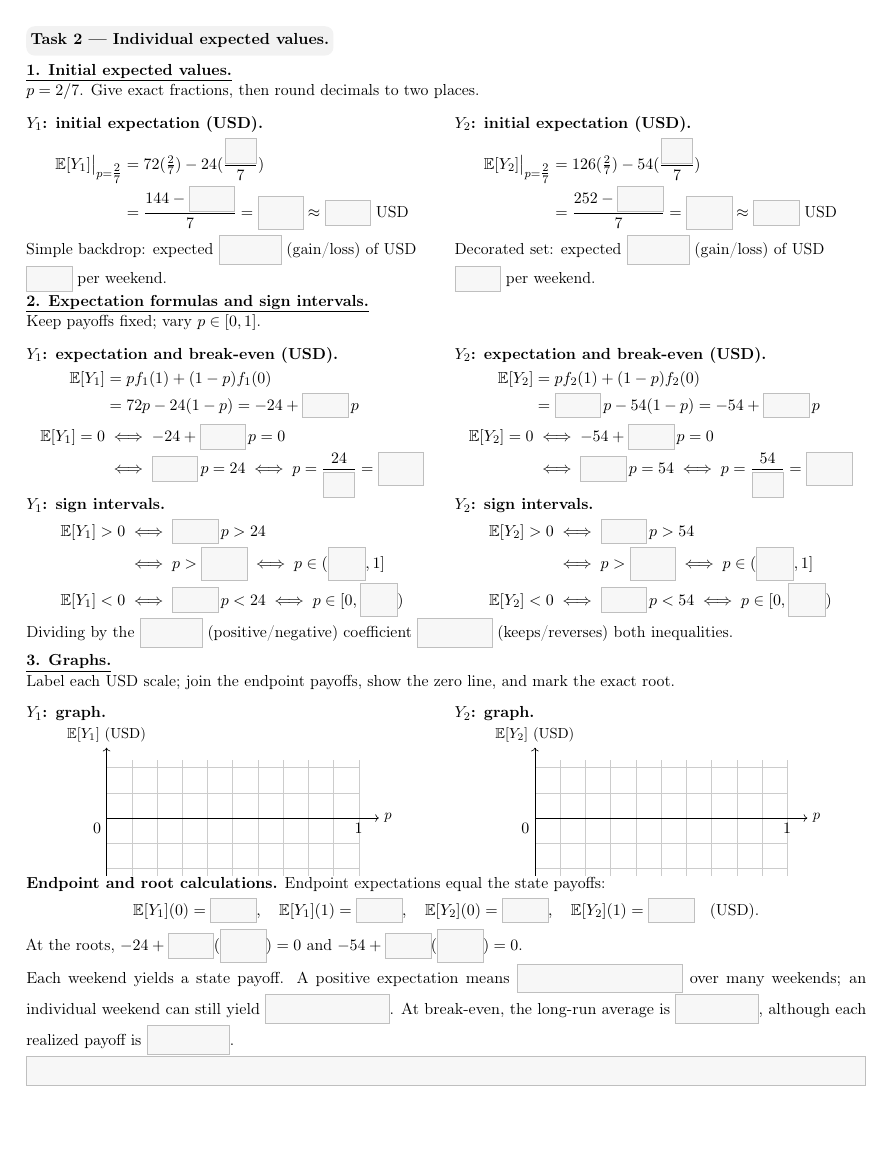 Task 2 — Individual expected values.
1. Initial expected values.
p = 2/7. Give exact fractions, then round decimals to two places.
Y₁: initial expectation (USD).
𝔼[Y₁]|p=2/7 = 72(2/7) − 24( /7)
= (144 − )/7 = ≈ USD
Simple backdrop: expected (gain/loss) of USD
per weekend.
Y₂: initial expectation (USD).
𝔼[Y₂]|p=2/7 = 126(2/7) − 54( /7)
= (252 − )/7 = ≈ USD
Decorated set: expected (gain/loss) of USD
per weekend.
2. Expectation formulas and sign intervals.
Keep payoffs fixed; vary p ∈ [0, 1].
Y₁: expectation and break-even (USD).
𝔼[Y₁] = pf₁(1) + (1 − p)f₁(0)
= 72p − 24(1 − p) = −24 + p
𝔼[Y₁] = 0 ⟺ −24 + p = 0
⟺ p = 24 ⟺ p = 24/ =
Y₂: expectation and break-even (USD).
𝔼[Y₂] = pf₂(1) + (1 − p)f₂(0)
= p − 54(1 − p) = −54 + p
𝔼[Y₂] = 0 ⟺ −54 + p = 0
⟺ p = 54 ⟺ p = 54/ =
Y₁: sign intervals.
𝔼[Y₁] > 0 ⟺ p > 24
⟺ p > ⟺ p ∈ ( , 1]
𝔼[Y₁] < 0 ⟺ p < 24 ⟺ p ∈ [0, )
Y₂: sign intervals.
𝔼[Y₂] > 0 ⟺ p > 54
⟺ p > ⟺ p ∈ ( , 1]
𝔼[Y₂] < 0 ⟺ p < 54 ⟺ p ∈ [0, )
Dividing by the (positive/negative) coefficient (keeps/reverses) both inequalities.
3. Graphs.
Label each USD scale; join the endpoint payoffs, show the zero line, and mark the exact root.
Y₁: graph.
𝔼[Y₁] (USD)
p
0 1
Y₂: graph.
𝔼[Y₂] (USD)
p
0 1
Endpoint and root calculations. Endpoint expectations equal the state payoffs:
𝔼[Y₁](0) = , 𝔼[Y₁](1) = , 𝔼[Y₂](0) = , 𝔼[Y₂](1) = (USD).
At the roots, −24 + ( ) = 0 and −54 + ( ) = 0.
Each weekend yields a state payoff. A positive expectation means over many weekends; an
individual weekend can still yield . At break-even, the long-run average is , although each
realized payoff is .